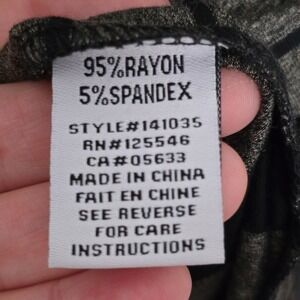 95%RAYON
5%SPANDEX
STYLE#141035
RN#125546
CA#05633
MADE IN CHINA
FAIT EN CHINE
SEE REVERSE
FOR CARE
INSTRUCTIONS